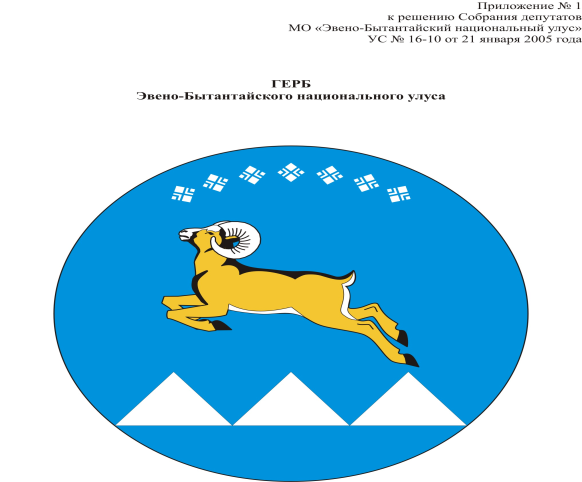 Приложение № 1
к решению Собрания депутатов
МО «Эвено-Бытантайский национальный улус»
УС № 16-10 от 21 января 2005 года
ГЕРБ
Эвено-Бытантайского национального улуса